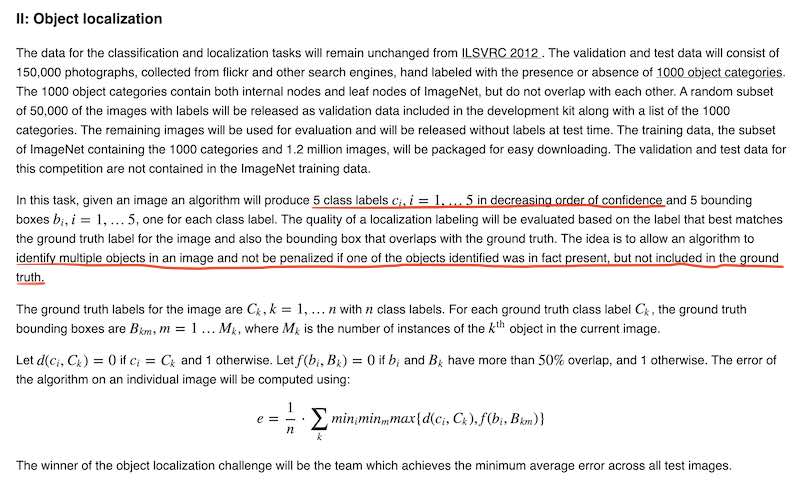 II: Object localization
The data for the classification and localization tasks will remain unchanged from ILSVRC 2012 . The validation and test data will consist of
150,000 photographs, collected from flickr and other search engines, hand labeled with the presence or absence of 1000 object categories.
The 1000 object categories contain both internal nodes and leaf nodes of ImageNet, but do not overlap with each other. A random subset
of 50,000 of the images with labels will be released as validation data included in the development kit along with a list of the 1000
categories. The remaining images will be used for evaluation and will be released without labels at test time. The training data, the subset
of ImageNet containing the 1000 categories and 1.2 million images, will be packaged for easy downloading. The validation and test data for
this competition are not contained in the ImageNet training data.
In this task, given an image an algorithm will produce 5 class labels c_i, i = 1, … 5 in decreasing order of confidence and 5 bounding
boxes b_i, i = 1, … 5, one for each class label. The quality of a localization labeling will be evaluated based on the label that best matches
the ground truth label for the image and also the bounding box that overlaps with the ground truth. The idea is to allow an algorithm to
identify multiple objects in an image and not be penalized if one of the objects identified was in fact present, but not included in the ground
truth.
The ground truth labels for the image are C_k, k = 1, … n with n class labels. For each ground truth class label C_k, the ground truth
bounding boxes are B_km, m = 1 … M_k, where M_k is the number of instances of the k^th object in the current image.
Let d(c_i, C_k) = 0 if c_i = C_k and 1 otherwise. Let f(b_i, B_k) = 0 if b_i and B_k have more than 50% overlap, and 1 otherwise. The error of
the algorithm on an individual image will be computed using:
e = 1/n · ∑_k min_i min_m max{d(c_i, C_k), f(b_i, B_km)}
The winner of the object localization challenge will be the team which achieves the minimum average error across all test images.